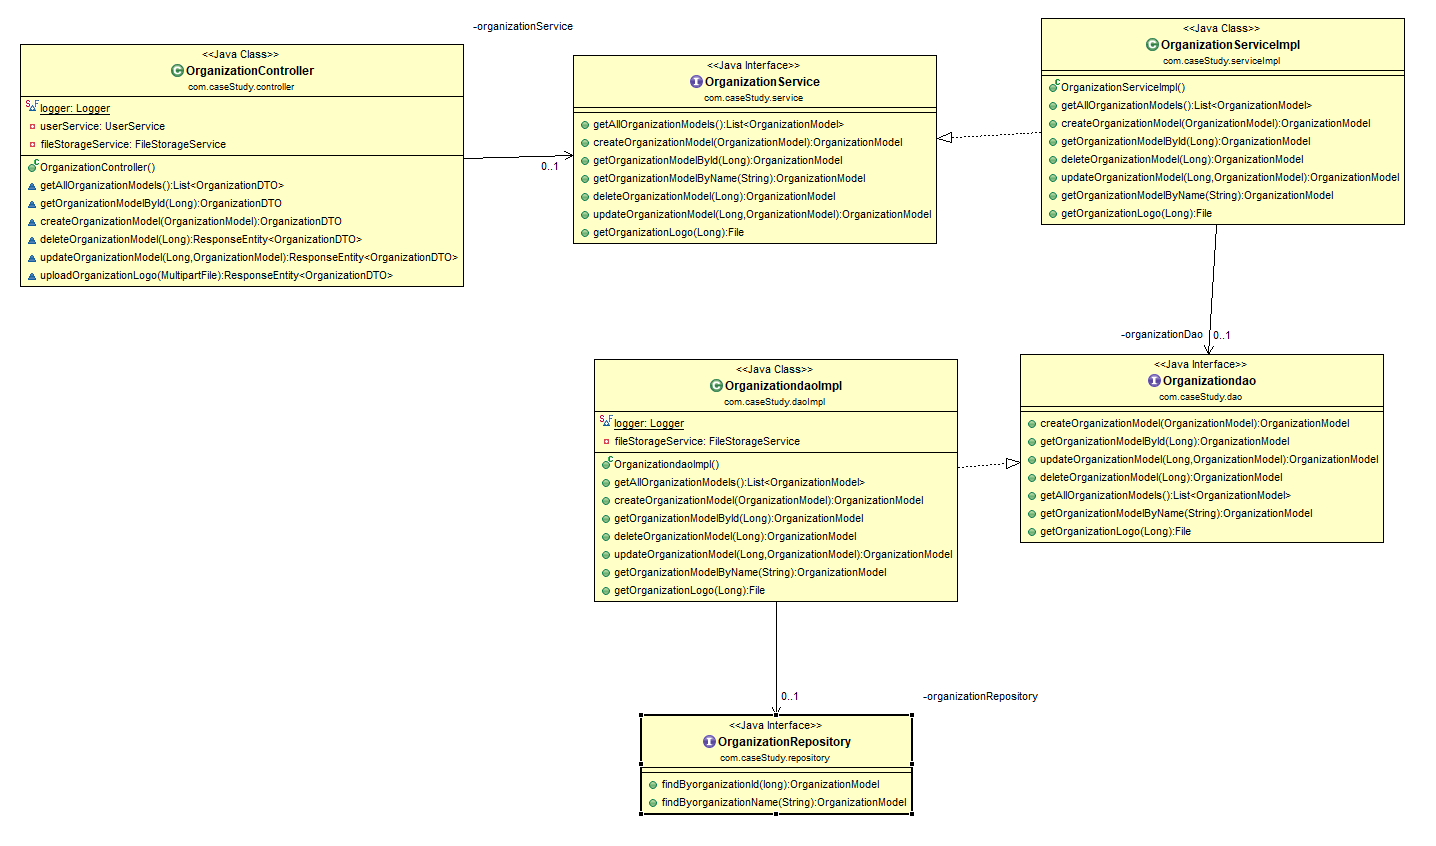 -organizationService
<<Java Class>>
OrganizationController
com.caseStudy.controller
logger: Logger
userService: UserService
fileStorageService: FileStorageService
OrganizationController()
getAllOrganizationModels():List<OrganizationDTO>
getOrganizationModelById(Long):OrganizationDTO
createOrganizationModel(OrganizationModel):OrganizationDTO
deleteOrganizationModel(Long):ResponseEntity<OrganizationDTO>
updateOrganizationModel(Long,OrganizationModel):ResponseEntity<OrganizationDTO>
uploadOrganizationLogo(MultipartFile):ResponseEntity<OrganizationDTO>
0..1
<<Java Interface>>
OrganizationService
com.caseStudy.service
getAllOrganizationModels():List<OrganizationModel>
createOrganizationModel(OrganizationModel):OrganizationModel
getOrganizationModelById(Long):OrganizationModel
getOrganizationModelByName(String):OrganizationModel
deleteOrganizationModel(Long):OrganizationModel
updateOrganizationModel(Long,OrganizationModel):OrganizationModel
getOrganizationLogo(Long):File
<<Java Class>>
OrganizationServiceImpl
com.caseStudy.serviceImpl
OrganizationServiceImpl()
getAllOrganizationModels():List<OrganizationModel>
createOrganizationModel(OrganizationModel):OrganizationModel
getOrganizationModelById(Long):OrganizationModel
deleteOrganizationModel(Long):OrganizationModel
updateOrganizationModel(Long,OrganizationModel):OrganizationModel
getOrganizationModelByName(String):OrganizationModel
getOrganizationLogo(Long):File
-organizationDao
0..1
<<Java Class>>
OrganizationdaoImpl
com.caseStudy.daoImpl
logger: Logger
fileStorageService: FileStorageService
OrganizationdaoImpl()
getAllOrganizationModels():List<OrganizationModel>
createOrganizationModel(OrganizationModel):OrganizationModel
getOrganizationModelById(Long):OrganizationModel
deleteOrganizationModel(Long):OrganizationModel
updateOrganizationModel(Long,OrganizationModel):OrganizationModel
getOrganizationModelByName(String):OrganizationModel
getOrganizationLogo(Long):File
<<Java Interface>>
Organizationdao
com.caseStudy.dao
createOrganizationModel(OrganizationModel):OrganizationModel
getOrganizationModelById(Long):OrganizationModel
updateOrganizationModel(Long,OrganizationModel):OrganizationModel
deleteOrganizationModel(Long):OrganizationModel
getAllOrganizationModels():List<OrganizationModel>
getOrganizationModelByName(String):OrganizationModel
getOrganizationLogo(Long):File
0..1
-organizationRepository
<<Java Interface>>
OrganizationRepository
com.caseStudy.repository
findByorganizationId(long):OrganizationModel
findByorganizationName(String):OrganizationModel